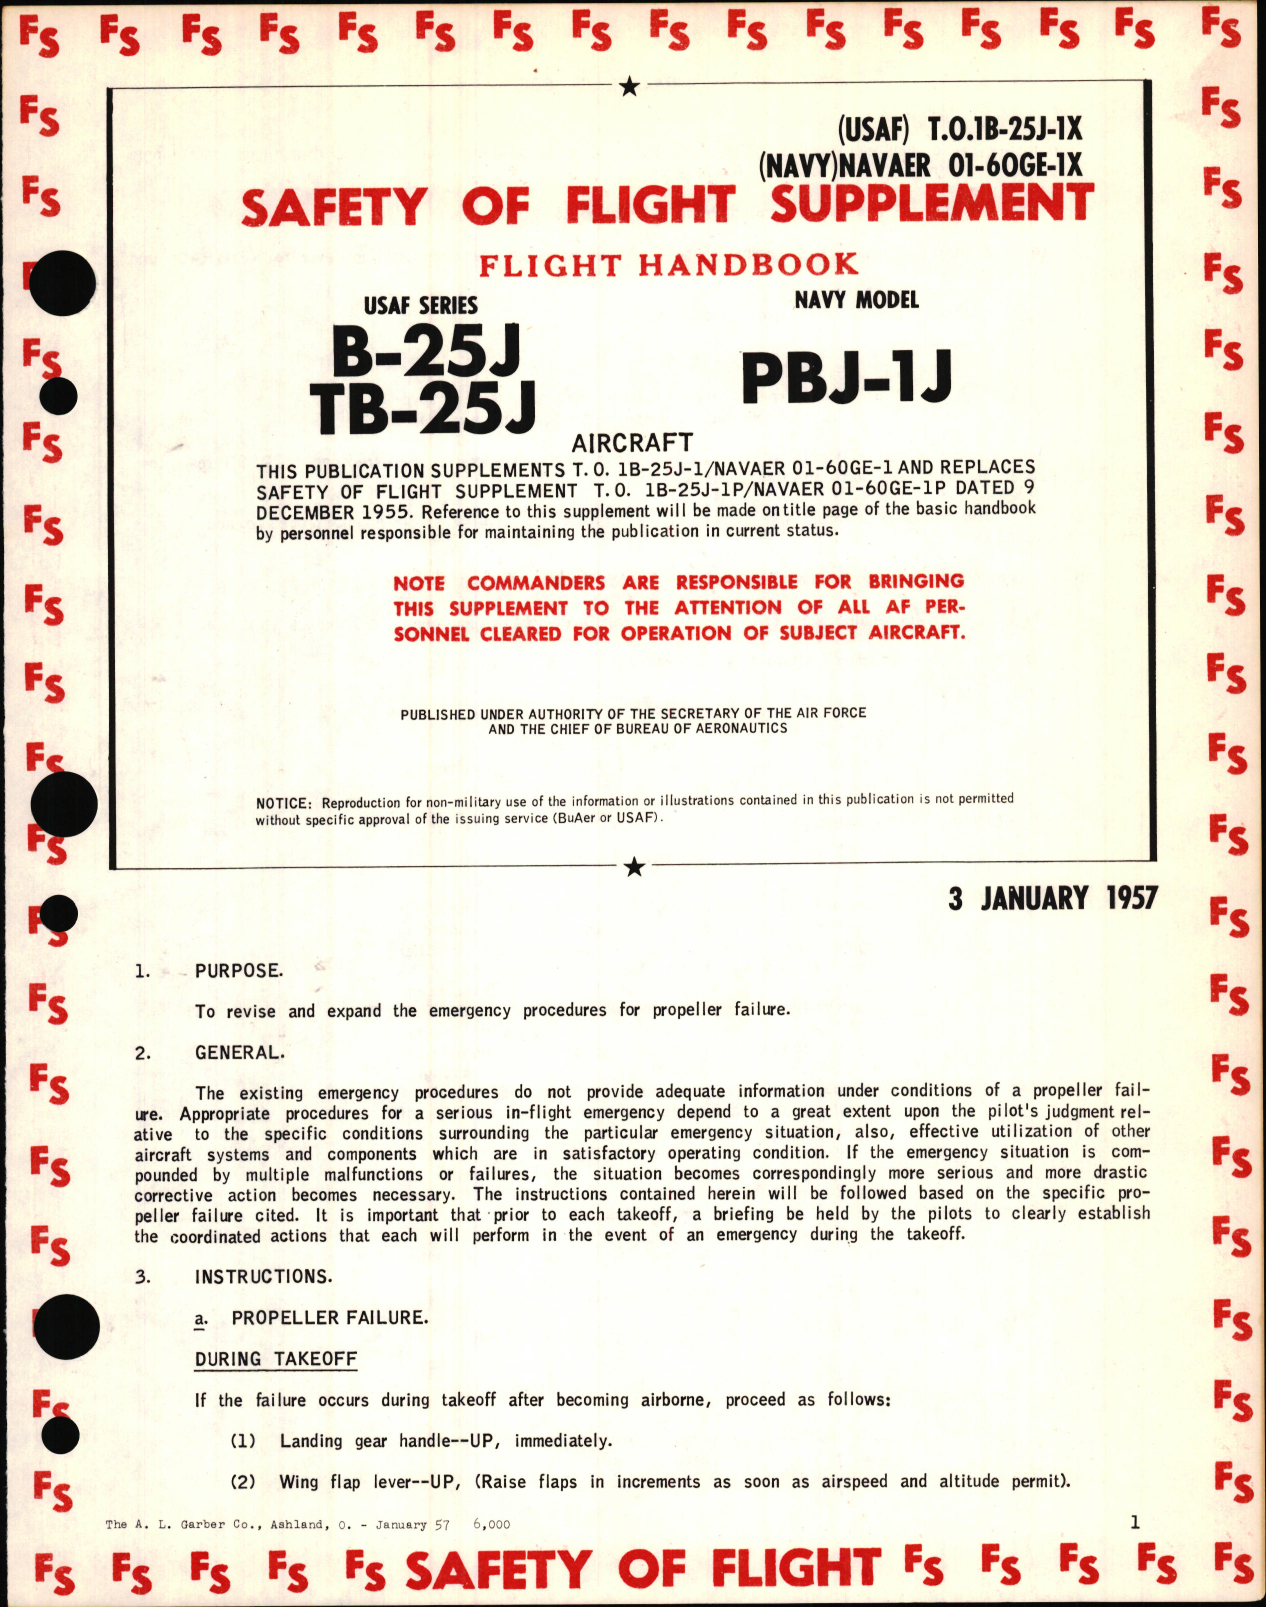 FS FS FS FS FS FS FS FS FS FS FS FS FS FS FS FS
(USAF) T.O.1B-25J-1X
(NAVY)NAVAER 01-60GE-1X
SAFETY OF FLIGHT SUPPLEMENT
FLIGHT HANDBOOK
USAF SERIES
NAVY MODEL
B-25J
TB-25J
PBJ-1J
AIRCRAFT
THIS PUBLICATION SUPPLEMENTS T. O. 1B-25J-1/NAVAER 01-60GE-1 AND REPLACES
SAFETY OF FLIGHT SUPPLEMENT T. O. 1B-25J-1P/NAVAER 01-60GE-1P DATED 9
DECEMBER 1955. Reference to this supplement will be made on title page of the basic handbook
by personnel responsible for maintaining the publication in current status.
NOTE COMMANDERS ARE RESPONSIBLE FOR BRINGING
THIS SUPPLEMENT TO THE ATTENTION OF ALL AF PER-
SONNEL CLEARED FOR OPERATION OF SUBJECT AIRCRAFT.
PUBLISHED UNDER AUTHORITY OF THE SECRETARY OF THE AIR FORCE
AND THE CHIEF OF BUREAU OF AERONAUTICS
NOTICE: Reproduction for non-military use of the information or illustrations contained in this publication is not permitted
without specific approval of the issuing service (BuAer or USAF).
3 JANUARY 1957
1. PURPOSE.
To revise and expand the emergency procedures for propeller failure.
2. GENERAL.
The existing emergency procedures do not provide adequate information under conditions of a propeller fail-
ure. Appropriate procedures for a serious in-flight emergency depend to a great extent upon the pilot's judgment rel-
ative to the specific conditions surrounding the particular emergency situation, also, effective utilization of other
aircraft systems and components which are in satisfactory operating condition. If the emergency situation is com-
pounded by multiple malfunctions or failures, the situation becomes correspondingly more serious and more drastic
corrective action becomes necessary. The instructions contained herein will be followed based on the specific pro-
peller failure cited. It is important that prior to each takeoff, a briefing be held by the pilots to clearly establish
the coordinated actions that each will perform in the event of an emergency during the takeoff.
3. INSTRUCTIONS.
a. PROPELLER FAILURE.
DURING TAKEOFF
If the failure occurs during takeoff after becoming airborne, proceed as follows:
(1) Landing gear handle--UP, immediately.
(2) Wing flap lever--UP, (Raise flaps in increments as soon as airspeed and altitude permit).
The A. L. Garber Co., Ashland, O. - January 57 6,000
1
FS FS FS FS FS SAFETY OF FLIGHT FS FS FS FS FS